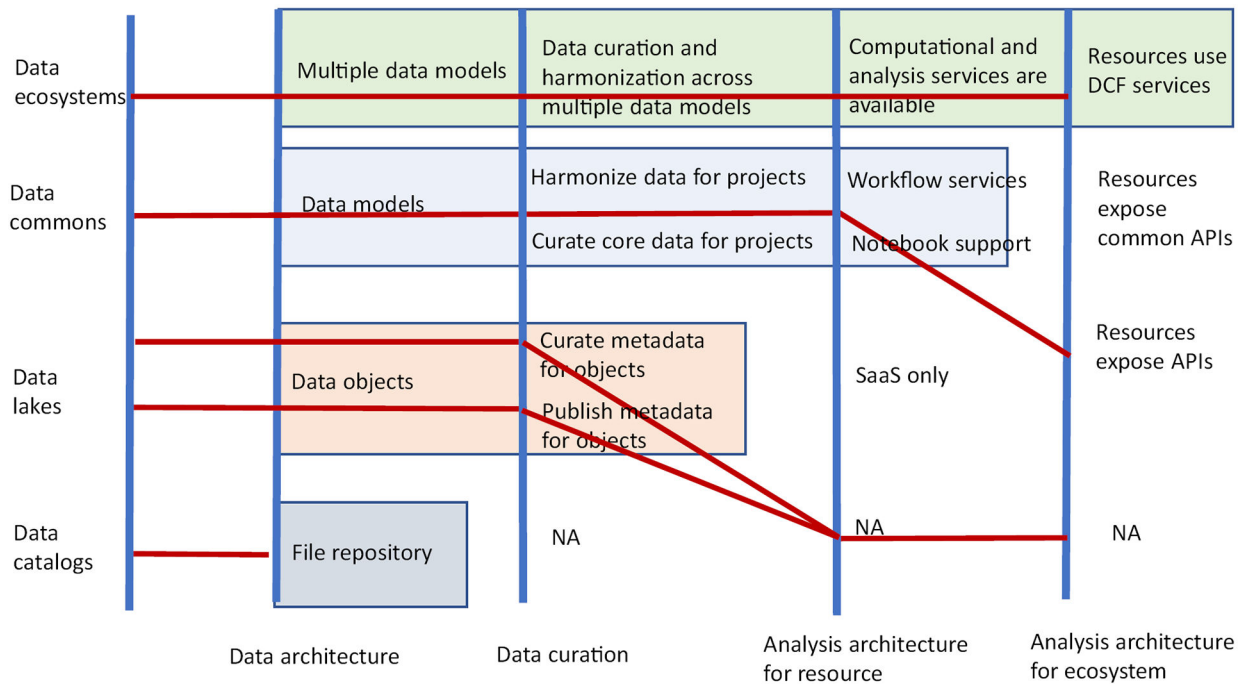 Data
ecosystems
Multiple data models
Data curation and
harmonization across
multiple data models
Computational and
analysis services are
available
Resources use
DCF services
Data
commons
Data models
Harmonize data for projects
Curate core data for projects
Workflow services
Notebook support
Resources
expose
common APIs
Data
lakes
Data objects
Curate metadata
for objects
Publish metadata
for objects
SaaS only
Resources
expose APIs
Data
catalogs
File repository
NA
NA
NA
Data architecture
Data curation
Analysis architecture
for resource
Analysis architecture
for ecosystem